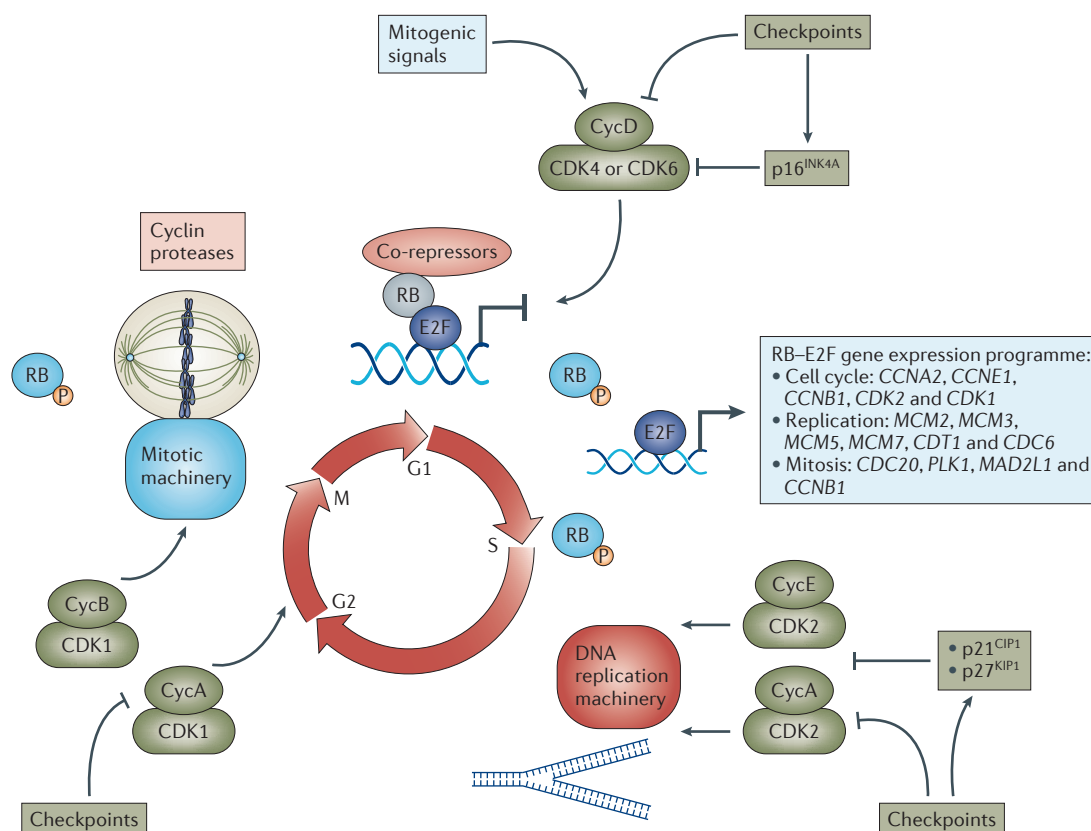 Mitogenic
signals
Checkpoints
CycD
CDK4 or CDK6
p16INK4A
Cyclin
proteases
Co-repressors
RB
E2F
RB
P
RB
P
E2F
RB–E2F gene expression programme:
• Cell cycle: CCNA2, CCNE1,
CCNB1, CDK2 and CDK1
• Replication: MCM2, MCM3,
MCM5, MCM7, CDT1 and CDC6
• Mitosis: CDC20, PLK1, MAD2L1 and
CCNB1
Mitotic
machinery
G1
M
S
G2
RB
P
CycB
CDK1
CycA
CDK1
DNA
replication
machinery
CycE
CDK2
CycA
CDK2
• p21CIP1
• p27KIP1
Checkpoints
Checkpoints